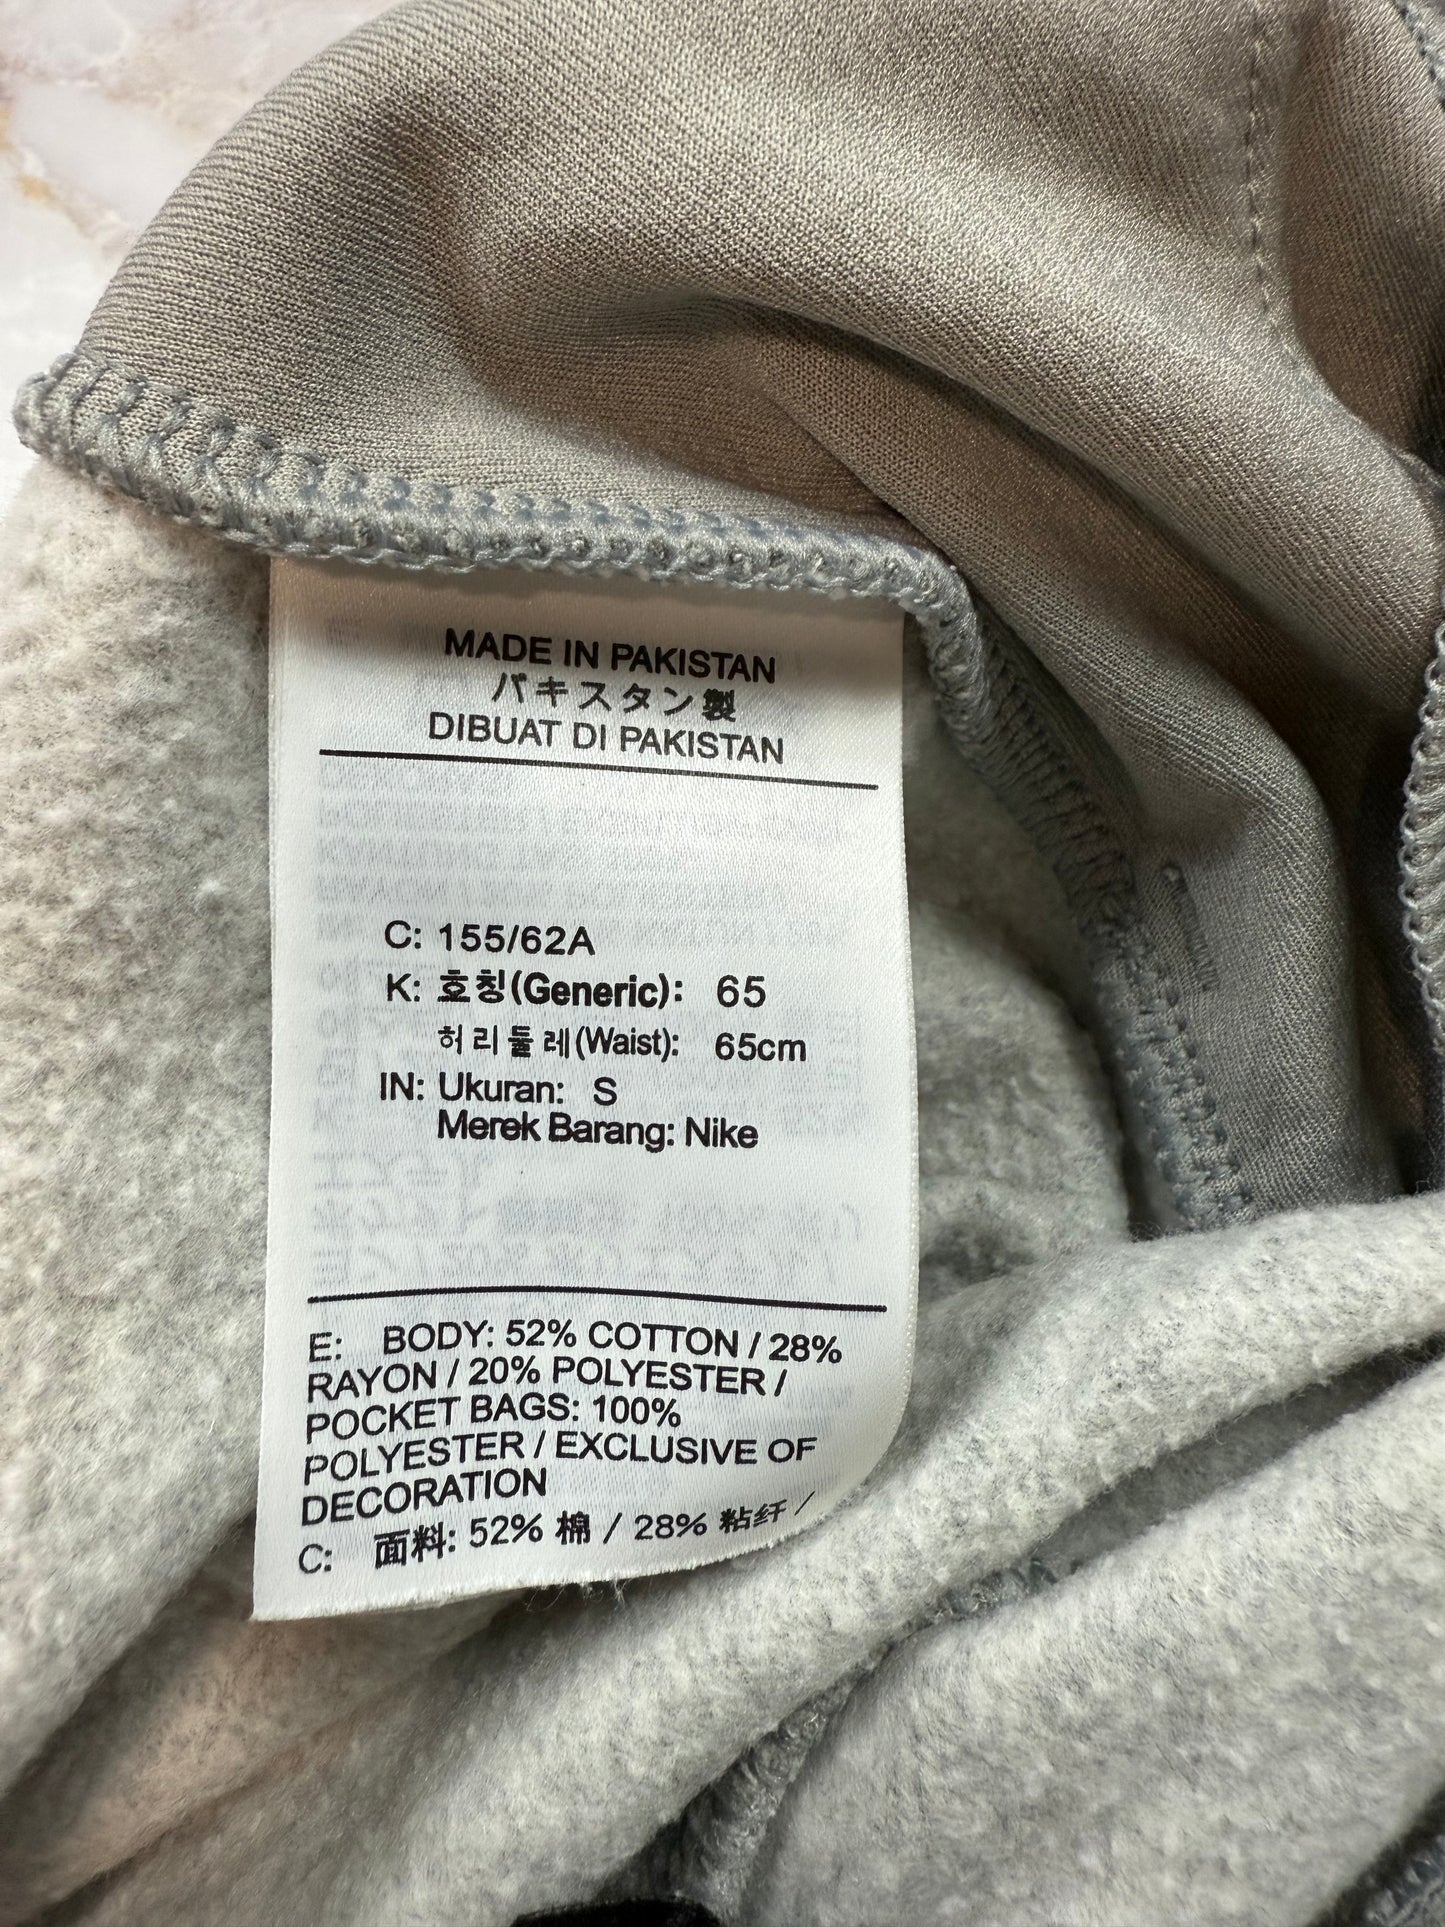 MADE IN PAKISTAN
パキスタン製
DIBUAT DI PAKISTAN
C: 155/62A
K: 호칭(Generic): 65
허리둘레(Waist): 65cm
IN: Ukuran: S
Merek Barang: Nike
E: BODY: 52% COTTON / 28%
RAYON / 20% POLYESTER /
POCKET BAGS: 100%
POLYESTER / EXCLUSIVE OF
DECORATION
C: 面料: 52% 棉 / 28% 粘纤 /